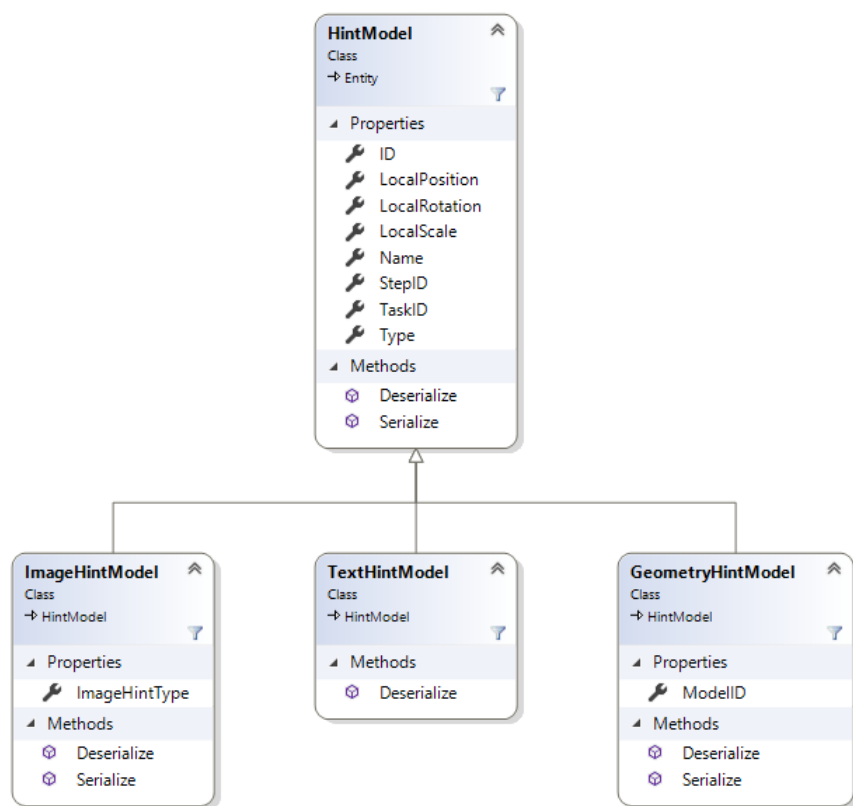 HintModel
Class
Entity
Properties
ID
LocalPosition
LocalRotation
LocalScale
Name
StepID
TaskID
Type
Methods
Deserialize
Serialize
ImageHintModel
Class
HintModel
Properties
ImageHintType
Methods
Deserialize
Serialize
TextHintModel
Class
HintModel
Methods
Deserialize
GeometryHintModel
Class
HintModel
Properties
ModelID
Methods
Deserialize
Serialize